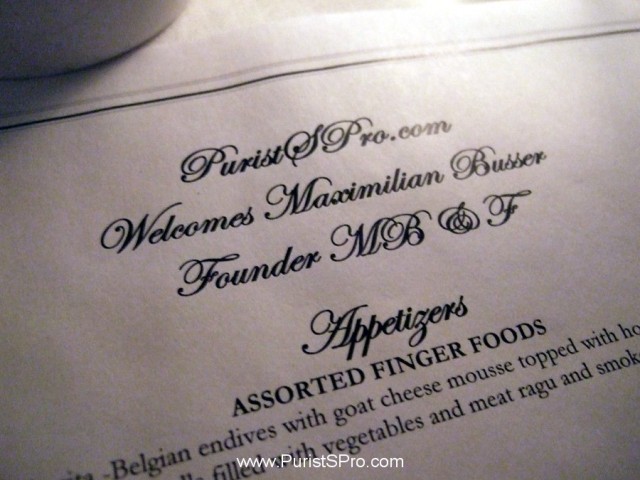 PuristSPro.com
Welcomes Maximilian Busser
Founder MB & F
Appetizers
ASSORTED FINGER FOODS
-Belgian endives with goat cheese mousse topped with
filled with vegetables and meat ragu and
www.PuristSPro.com